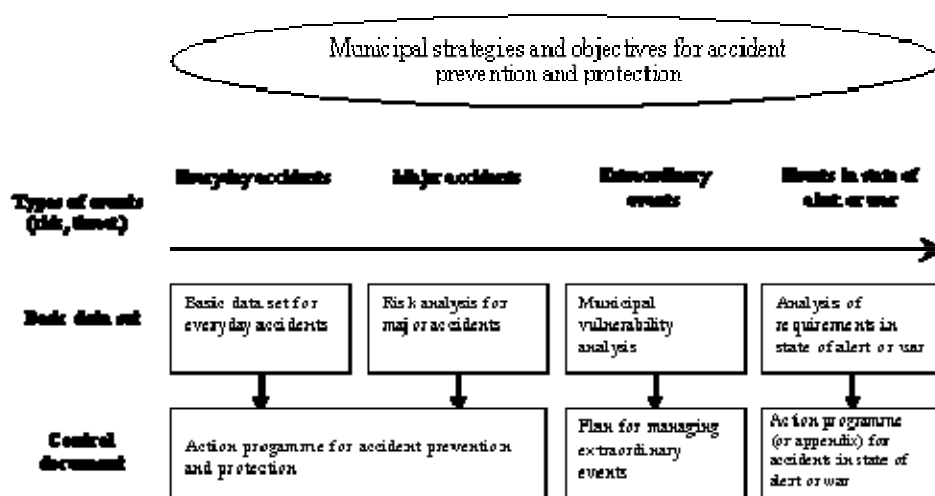 Municipal strategies and objectives for accident
prevention and protection
Everyday accidents
Major accidents
Extraordinary
events
Events in state of
alert or war
Types of events
(risk, threat)
Basic data set
Basic data set for
everyday accidents
Risk analysis for
major accidents
Municipal
vulnerability
analysis
Analysis of
requirements in
state of alert or war
Control
document
Action progamme for accident prevention
and protection
Plan for managing
extraordinary
events
Action programme
(or appendix) for
accidents in state of
alert or war